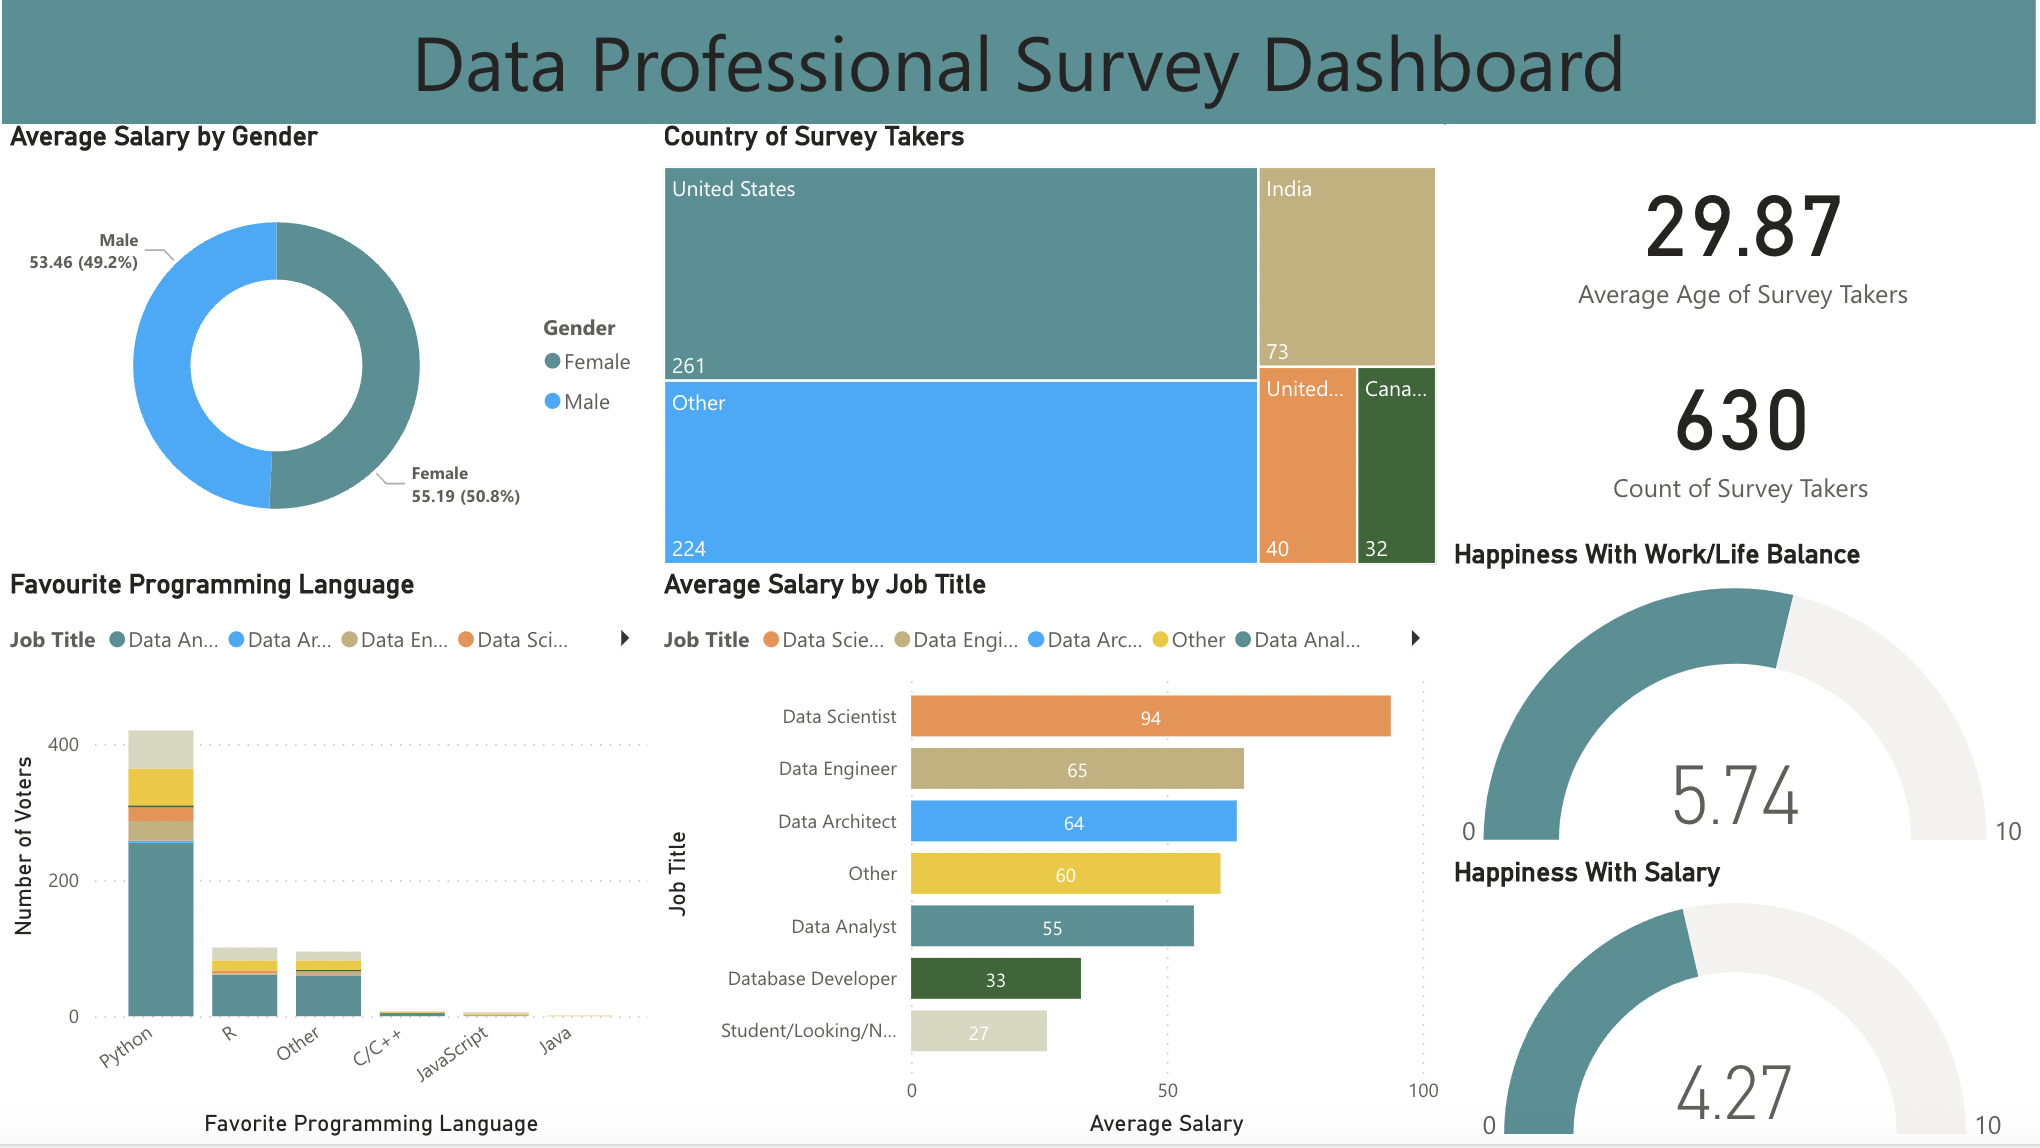 Data Professional Survey Dashboard
Average Salary by Gender
Male
53.46 (49.2%)
Gender
Female
Male
Female
55.19 (50.8%)
Country of Survey Takers
United States
261
Other
224
India
73
United...
40
Cana...
32
29.87
Average Age of Survey Takers
630
Count of Survey Takers
Favourite Programming Language
Job Title Data An... Data Ar... Data En... Data Sci...
Number of Voters
400
200
0
Python R Other C/C++ JavaScript Java
Favorite Programming Language
Average Salary by Job Title
Job Title Data Scie... Data Engi... Data Arc... Other Data Anal...
Job Title
Data Scientist 94
Data Engineer 65
Data Architect 64
Other 60
Data Analyst 55
Database Developer 33
Student/Looking/N... 27
0 50 100
Average Salary
Happiness With Work/Life Balance
5.74
0 10
Happiness With Salary
4.27
0 10